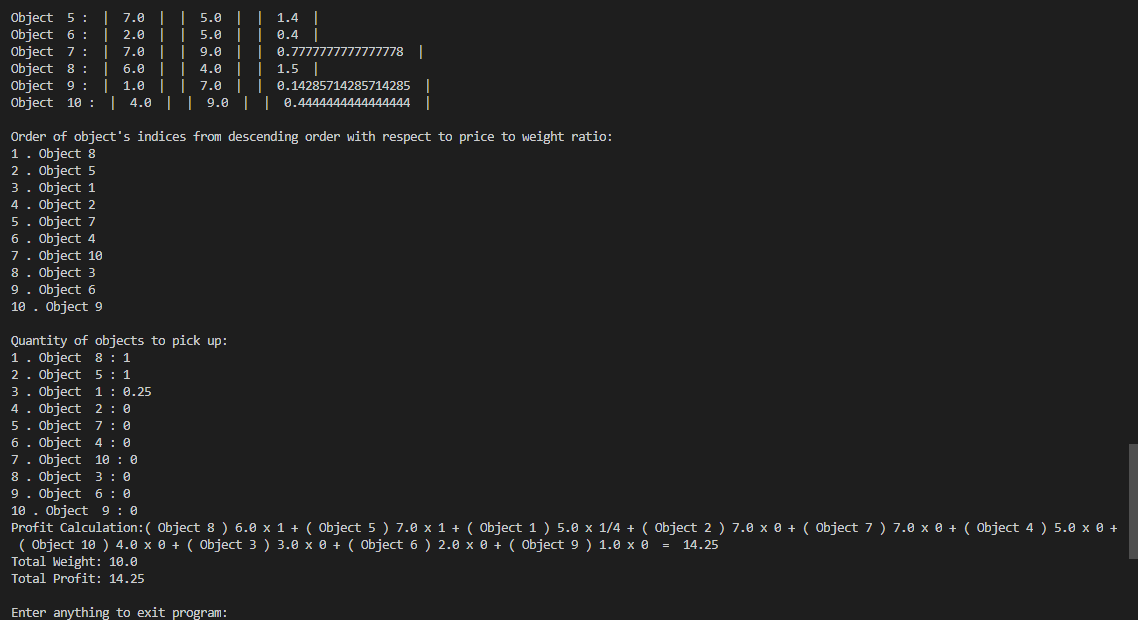 Object  5 :  |  7.0  |  |  5.0  |  |  1.4  |
Object  6 :  |  2.0  |  |  5.0  |  |  0.4  |
Object  7 :  |  7.0  |  |  9.0  |  |  0.7777777777777778  |
Object  8 :  |  6.0  |  |  4.0  |  |  1.5  |
Object  9 :  |  1.0  |  |  7.0  |  |  0.14285714285714285  |
Object  10 :  |  4.0  |  |  9.0  |  |  0.4444444444444444  |

Order of object's indices from descending order with respect to price to weight ratio:
1 . Object 8
2 . Object 5
3 . Object 1
4 . Object 2
5 . Object 7
6 . Object 4
7 . Object 10
8 . Object 3
9 . Object 6
10 . Object 9

Quantity of objects to pick up:
1 . Object  8 : 1
2 . Object  5 : 1
3 . Object  1 : 0.25
4 . Object  2 : 0
5 . Object  7 : 0
6 . Object  4 : 0
7 . Object  10 : 0
8 . Object  3 : 0
9 . Object  6 : 0
10 . Object  9 : 0
Profit Calculation:( Object 8 ) 6.0 x 1 + ( Object 5 ) 7.0 x 1 + ( Object 1 ) 5.0 x 1/4 + ( Object 2 ) 7.0 x 0 + ( Object 7 ) 7.0 x 0 + ( Object 4 ) 5.0 x 0 +
 ( Object 10 ) 4.0 x 0 + ( Object 3 ) 3.0 x 0 + ( Object 6 ) 2.0 x 0 + ( Object 9 ) 1.0 x 0  =  14.25
Total Weight: 10.0
Total Profit: 14.25

Enter anything to exit program: